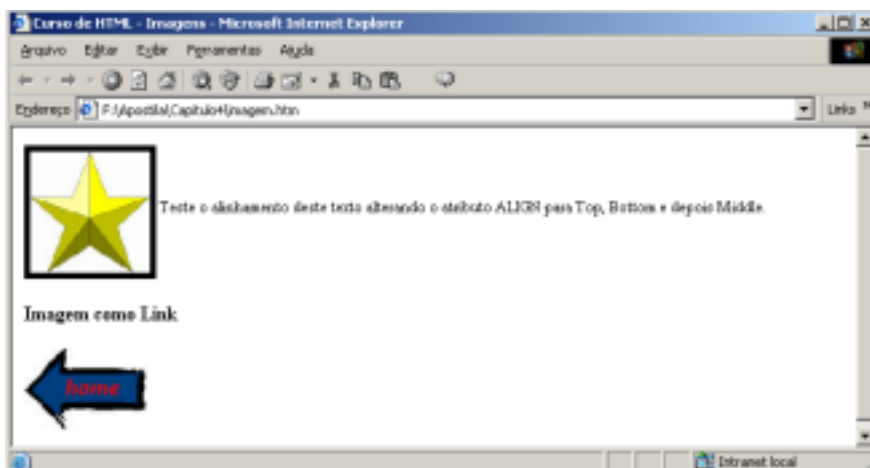 Curso de HTML - Imagens - Microsoft Internet Explorer
Arquivo Editar Exibir Ferramentas Ajuda
Endereço F:\Apostila\Capitulo4\imagem.htm Links
Teste o alinhamento deste texto alterando o atributo ALIGN para Top, Bottom e depois Middle.
Imagem como Link
home
Intranet local